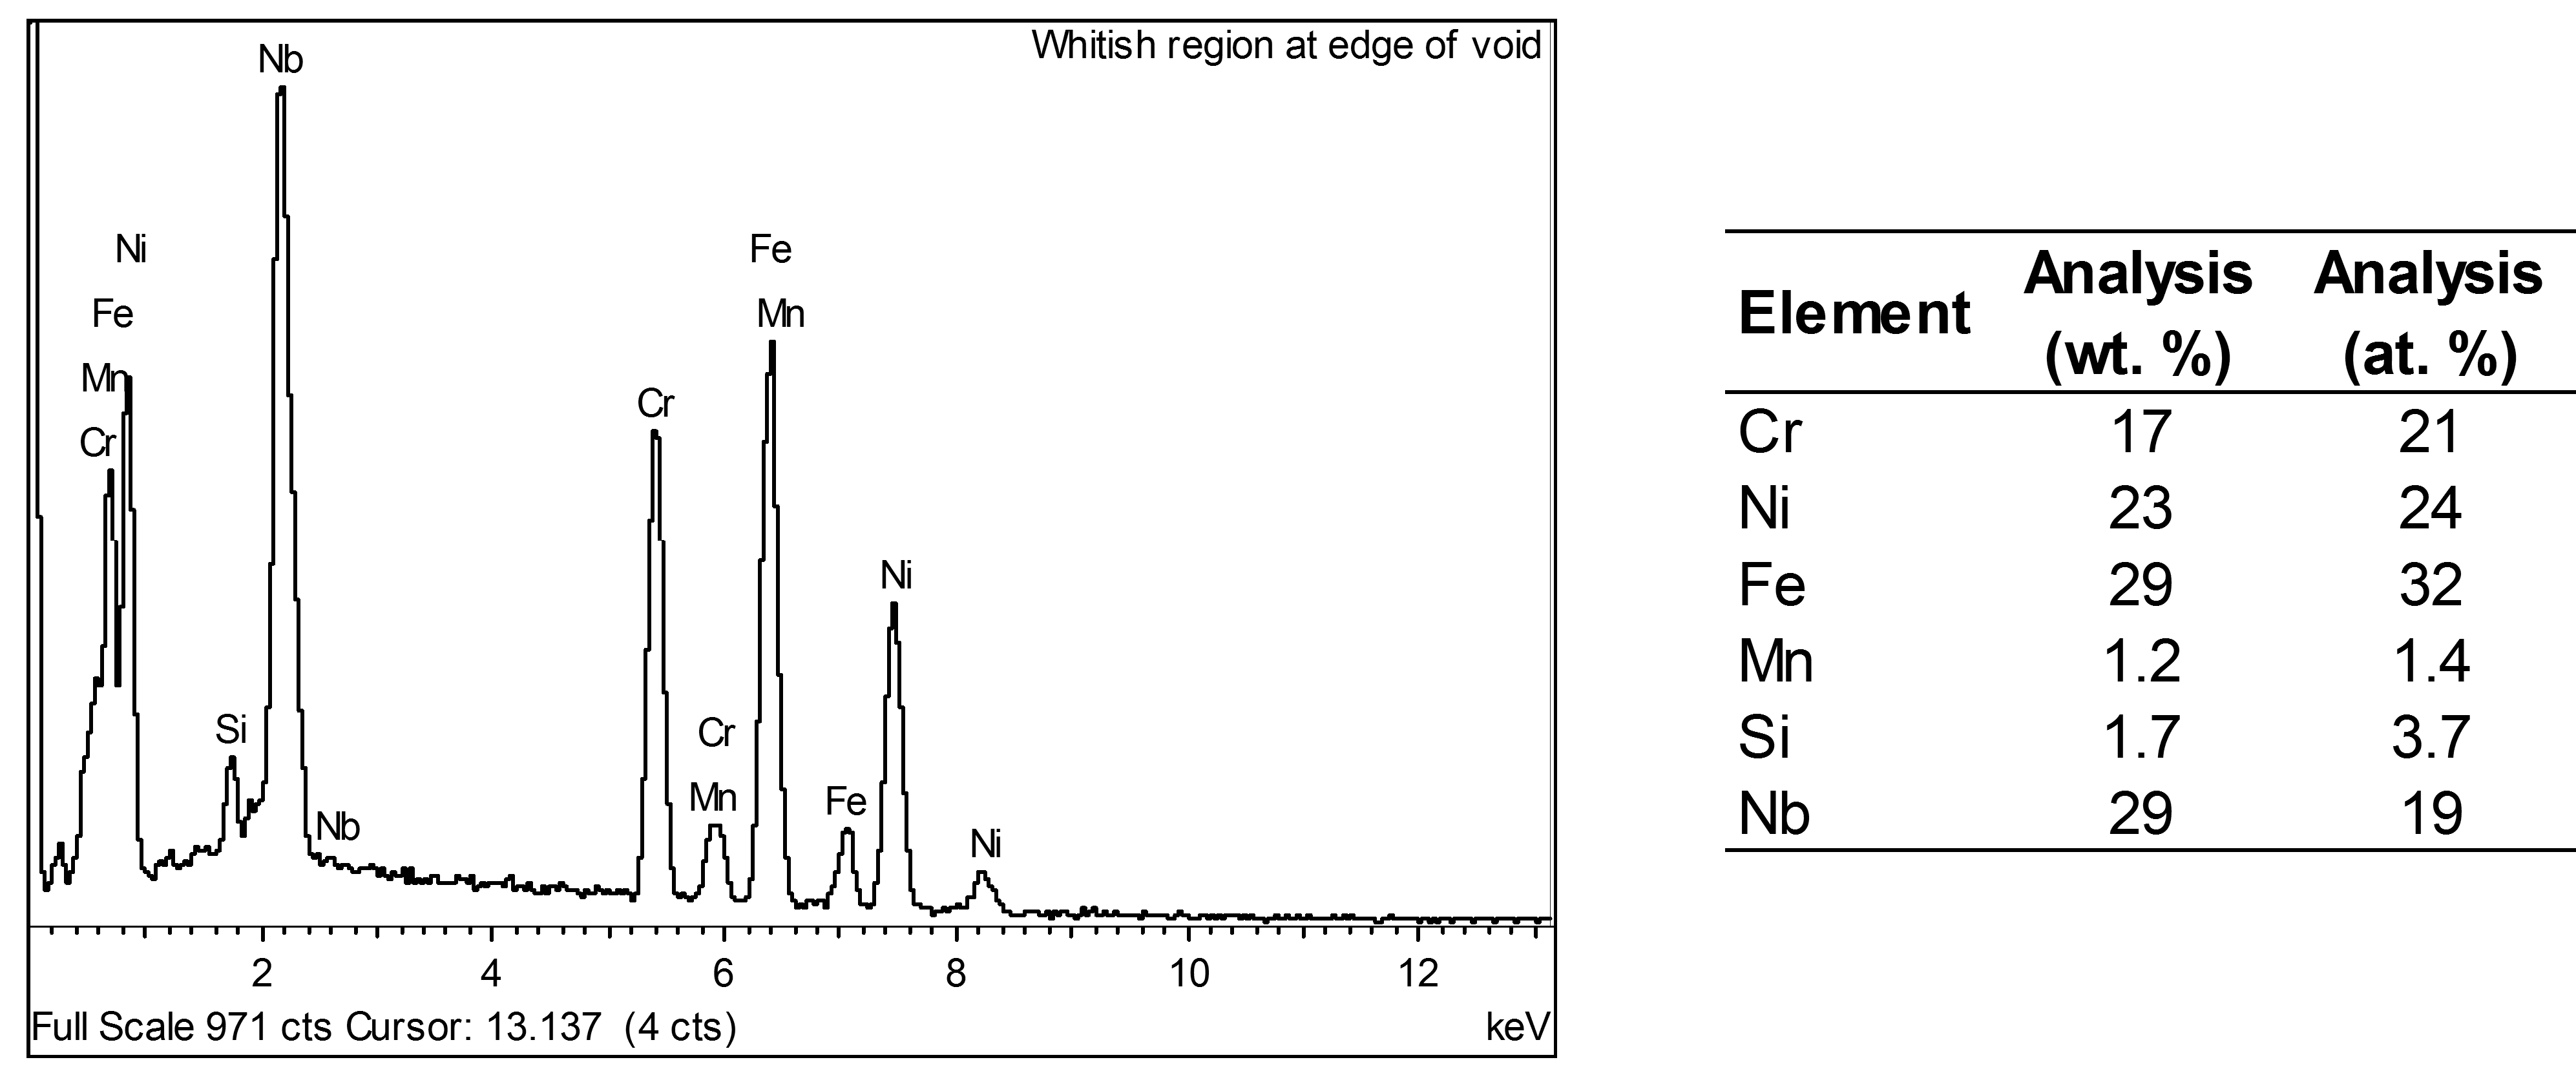 Whitish region at edge of void
Nb
Ni
Fe
Mn
Cr
Si
Nb
Cr
Cr
Mn
Fe
Mn
Fe
Ni
Ni
2 4 6 8 10 12
Full Scale 971 cts Cursor: 13.137 (4 cts) keV
Element Analysis (wt. %) Analysis (at. %)
Cr 17 21
Ni 23 24
Fe 29 32
Mn 1.2 1.4
Si 1.7 3.7
Nb 29 19